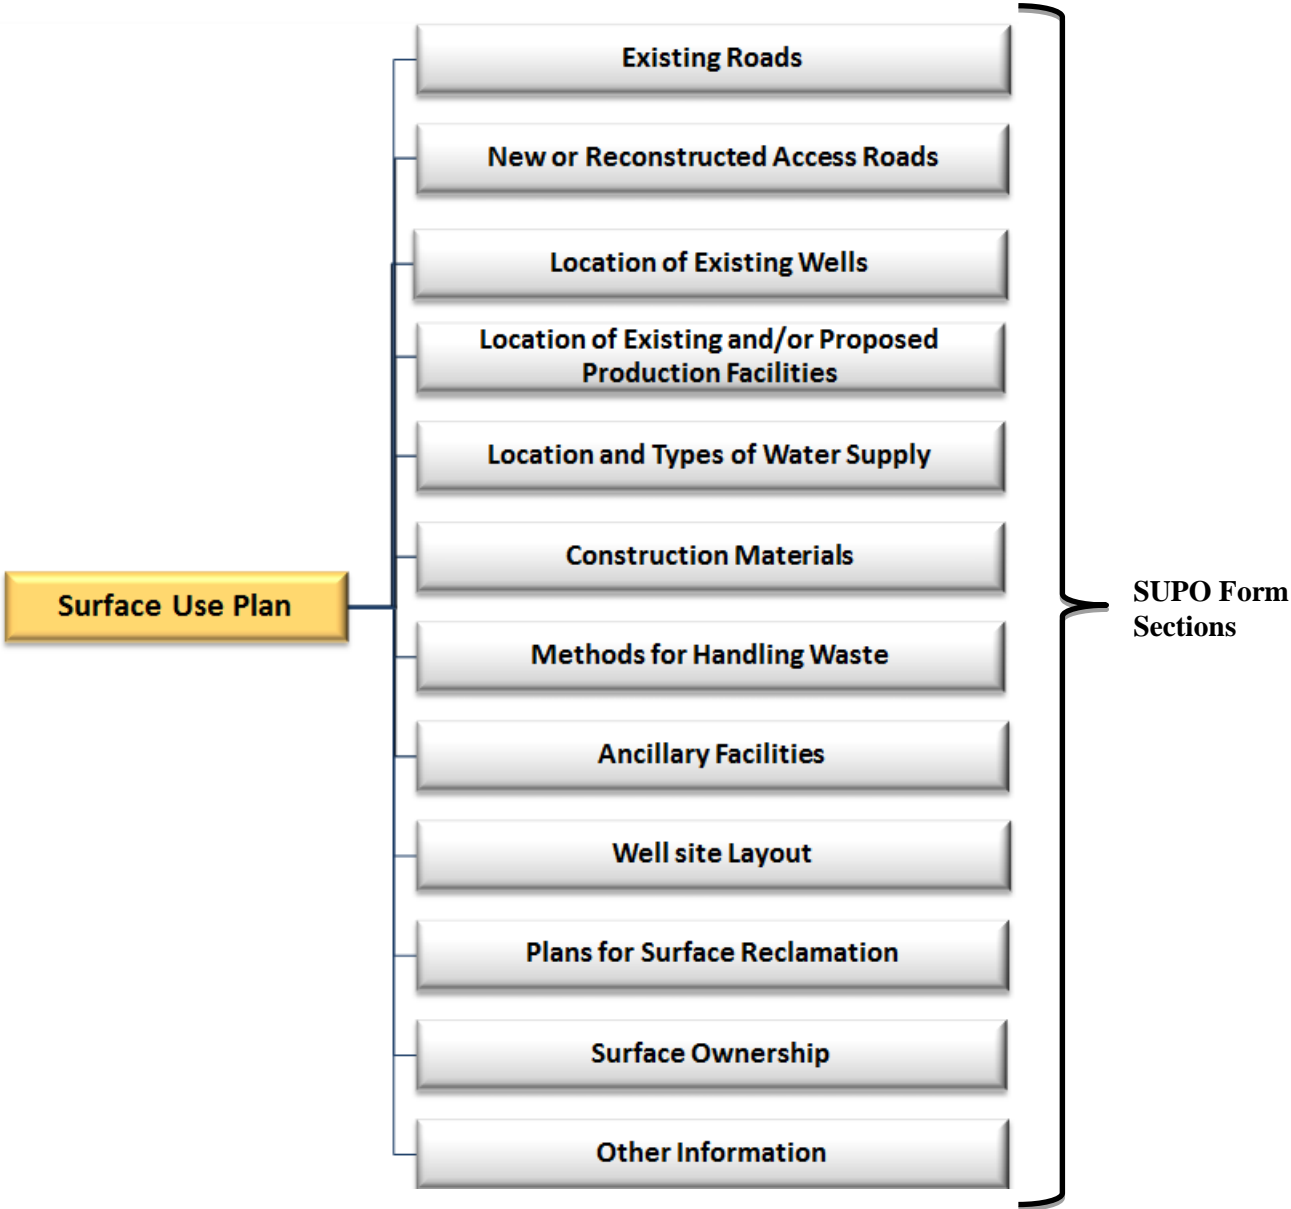 Existing Roads
New or Reconstructed Access Roads
Location of Existing Wells
Location of Existing and/or Proposed
Production Facilities
Location and Types of Water Supply
Construction Materials
Surface Use Plan
Methods for Handling Waste
Ancillary Facilities
Well site Layout
Plans for Surface Reclamation
Surface Ownership
Other Information
SUPO Form
Sections